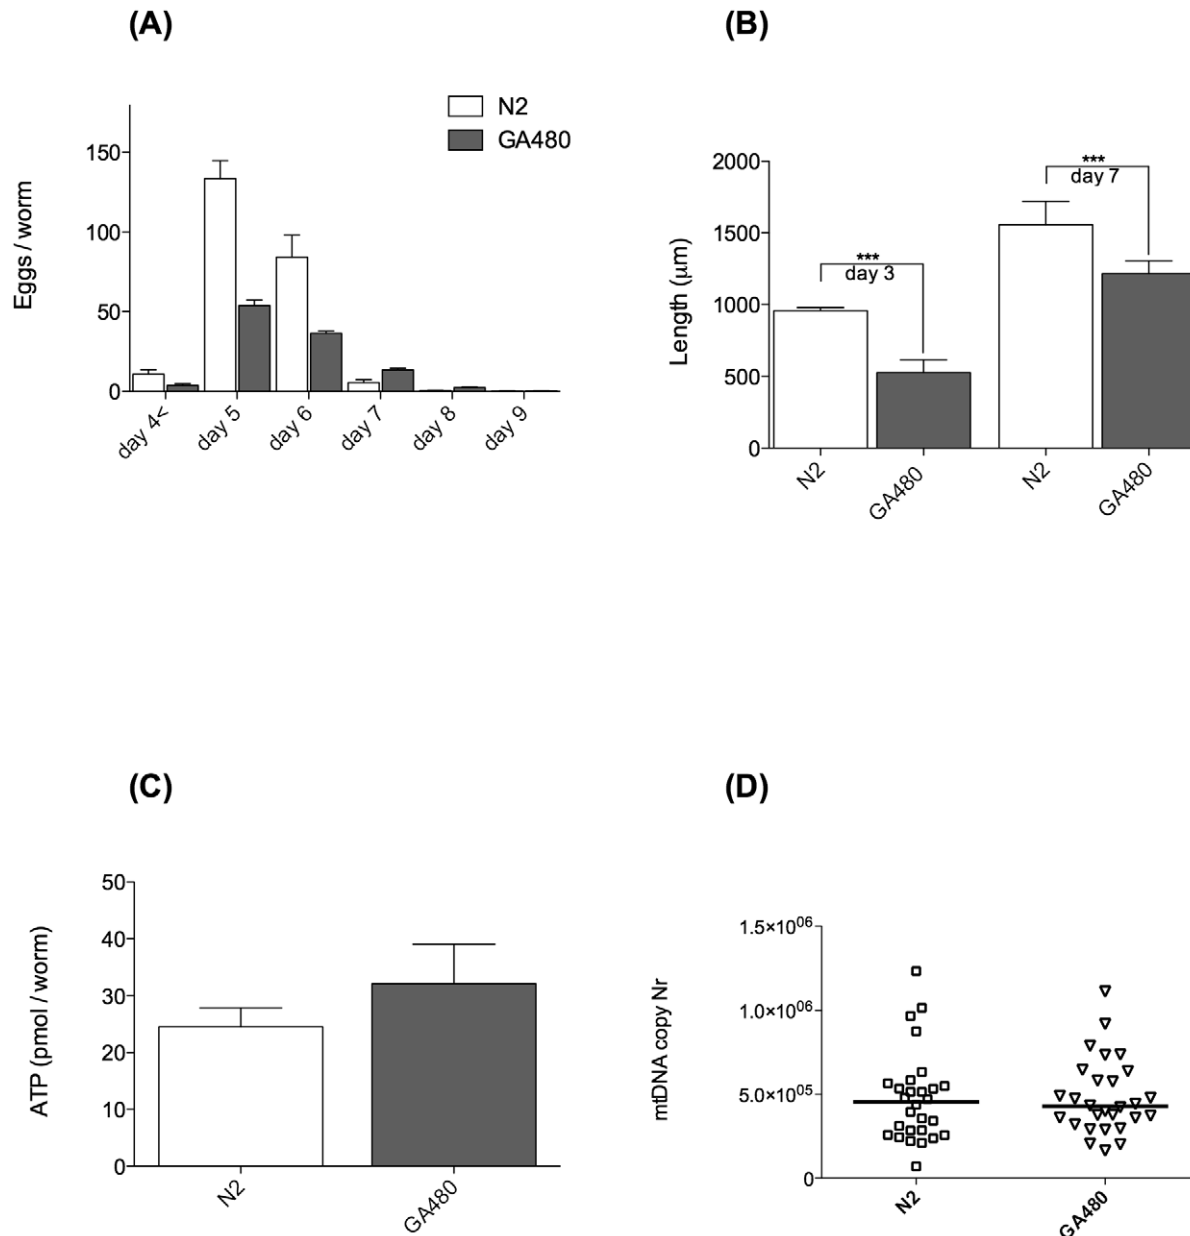 (A)
N2
GA480
Eggs / worm
150
100
50
0
day 4<
day 5
day 6
day 7
day 8
day 9
(B)
Length (μm)
2000
1500
1000
500
0
***
day 3
***
day 7
N2
GA480
N2
GA480
(C)
ATP (pmol / worm)
50
40
30
20
10
0
N2
GA480
(D)
mtDNA copy Nr
1.5×10⁰⁶
1.0×10⁰⁶
5.0×10⁰⁵
0
N2
GA480